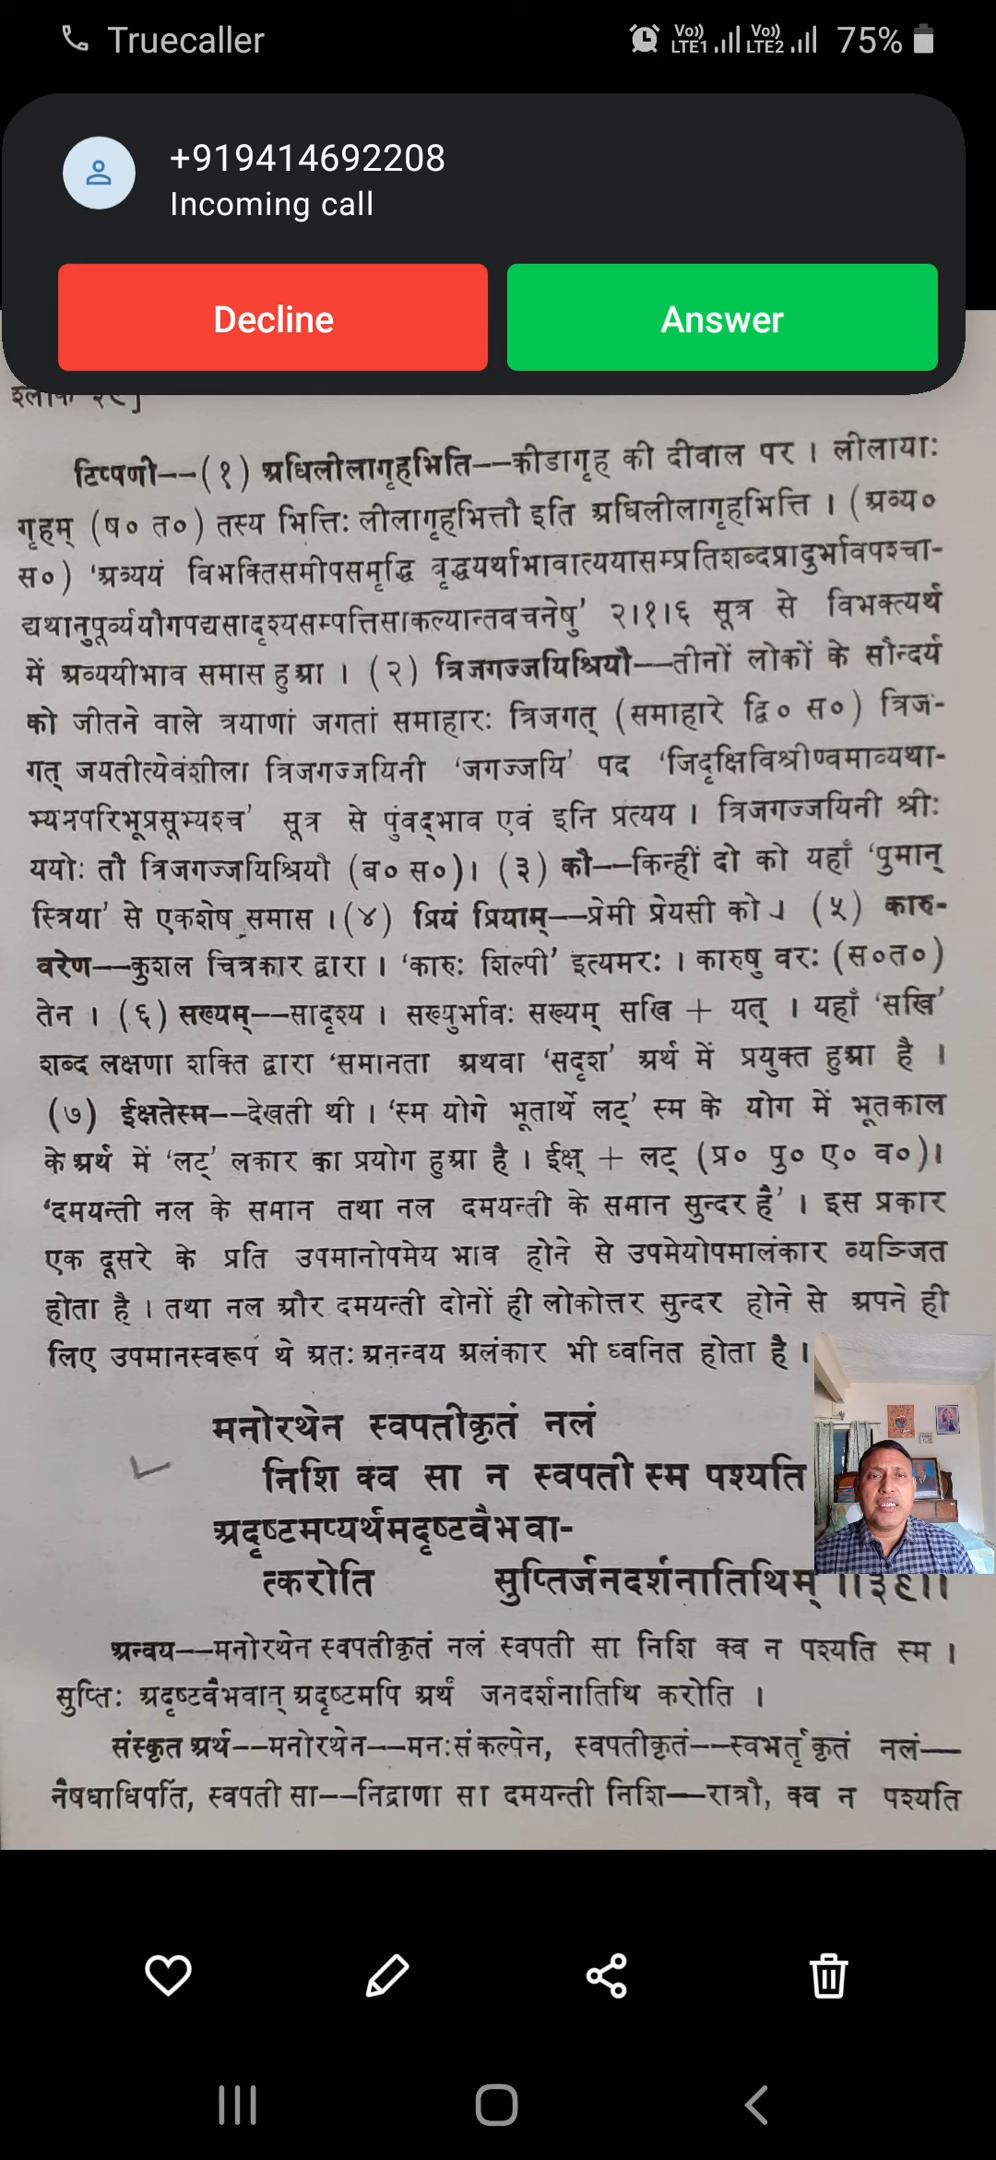 Truecaller
Vo)) LTE1 Vo)) LTE2 75%
+919414692208
Incoming call
Decline Answer
टिप्पणी--(१) अधिलीलागृहभिति--कीडागृह की दीवाल पर । लीलायाः
गृहम् (ष० त०) तस्य भित्तिः लीलागृहभित्तौ इति अधिलीलागृहभित्ति । (अव्य०
स०) 'अव्ययं विभक्तिसमीपसमृद्धि वृद्धयर्थाभावात्ययासम्प्रतिशब्दप्रादुर्भावपश्चा-
द्यथानुपूर्व्ययौगपद्यसादृश्यसम्पत्तिसाकल्यान्तवचनेषु' २।१।६ सूत्र से विभक्त्यर्थ
में अव्ययीभाव समास हुआ । (२) त्रिजगज्जयिश्रियौ--तीनों लोकों के सौन्दर्य
को जीतने वाले त्रयाणां जगतां समाहारः त्रिजगत् (समाहारे द्वि० स०) त्रिज-
गत् जयतीत्येवंशीला त्रिजगज्जयिनी 'जगज्जयि' पद 'जिदृक्षिविश्रीण्वमाव्यथा-
भ्यमपरिभूप्रसूभ्यश्च' सूत्र से पुंवद्भाव एवं इनि प्रत्यय । त्रिजगज्जयिनी श्रीः
ययोः तौ त्रिजगज्जयिश्रियौ (ब० स०)। (३) कौ--किन्हीं दो को यहाँ 'पुमान्
स्त्रिया' से एकशेष समास । (४) प्रियं प्रियाम्--प्रेमी प्रेयसी को । (५) कारु-
वरेण--कुशल चित्रकार द्वारा । 'कारुः शिल्पी' इत्यमरः । कारुषु वरः (स०त०)
तेन । (६) सख्यम्--सादृश्य । सख्युर्भावः सख्यम् सखि + यत् । यहाँ 'सखि'
शब्द लक्षणा शक्ति द्वारा 'समानता अथवा 'सदृश' अर्थ में प्रयुक्त हुआ है ।
(७) ईक्षतेस्म--देखती थी । 'स्म योगे भूतार्थे लट्' स्म के योग में भूतकाल
के अर्थ में 'लट्' लकार का प्रयोग हुआ है । ईक्ष् + लट् (प्र० पु० ए० व०)।
'दमयन्ती नल के समान तथा नल दमयन्ती के समान सुन्दर है' । इस प्रकार
एक दूसरे के प्रति उपमानोपमेय भाव होने से उपमेयोपमालंकार व्यञ्जित
होता है । तथा नल और दमयन्ती दोनों ही लोकोत्तर सुन्दर होने से अपने ही
लिए उपमानस्वरूप थे अतः अनन्वय अलंकार भी ध्वनित होता है ।
मनोरथेन स्वपतीकृतं नलं
निशि क्व सा न स्वपती स्म पश्यति
अदृष्टमप्यर्थमदृष्टवैभवा-
त्करोति सुप्तिर्जनदर्शनातिथिम् ।।३९।।
अन्वय--मनोरथेन स्वपतीकृतं नलं स्वपती सा निशि क्व न पश्यति स्म ।
सुप्तिः अदृष्टवैभवात् अदृष्टमपि अर्थं जनदर्शनातिथि करोति ।
संस्कृत अर्थ--मनोरथेन--मनःसंकल्पेन, स्वपतीकृतं--स्वभर्तृकृतं नलं--
नैषधाधिपतिं, स्वपती सा--निद्राणा सा दमयन्ती निशि--रात्रौ, क्व न पश्यति